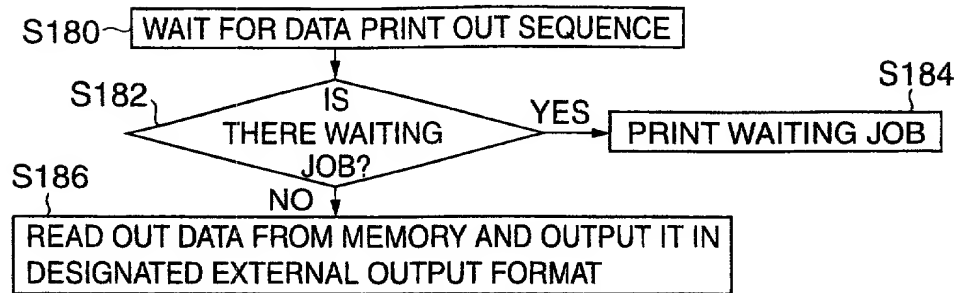 S180
WAIT FOR DATA PRINT OUT SEQUENCE
S182
IS
THERE WAITING
JOB?
YES
S184
PRINT WAITING JOB
NO
S186
READ OUT DATA FROM MEMORY AND OUTPUT IT IN
DESIGNATED EXTERNAL OUTPUT FORMAT